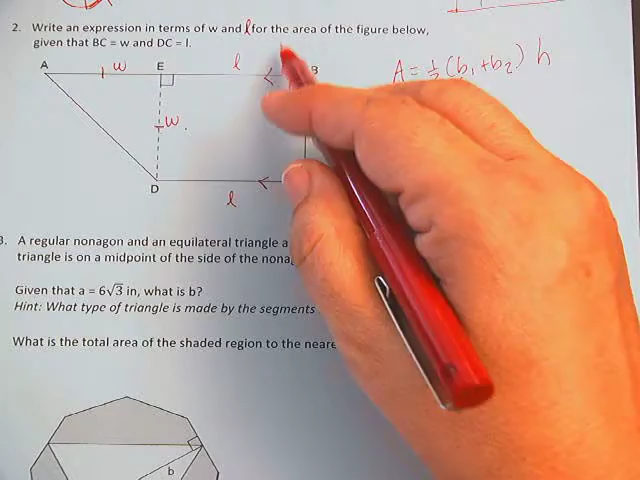 2. Write an expression in terms of w and l for the area of the figure below,
given that BC = w and DC = l.
A w E l B
A = 1/2 (b1 + b2) h
w
D
l
3. A regular nonagon and an equilateral triangle a
triangle is on a midpoint of the side of the nona
Given that a = 6√3 in, what is b?
Hint: What type of triangle is made by the segments
What is the total area of the shaded region to the neare
b